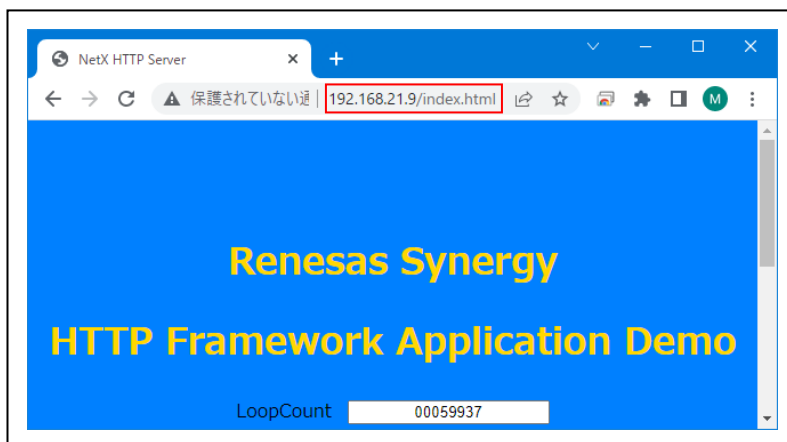 NetX HTTP Server
保護されていない通 192.168.21.9/index.html M
Renesas Synergy
HTTP Framework Application Demo
LoopCount 00059937